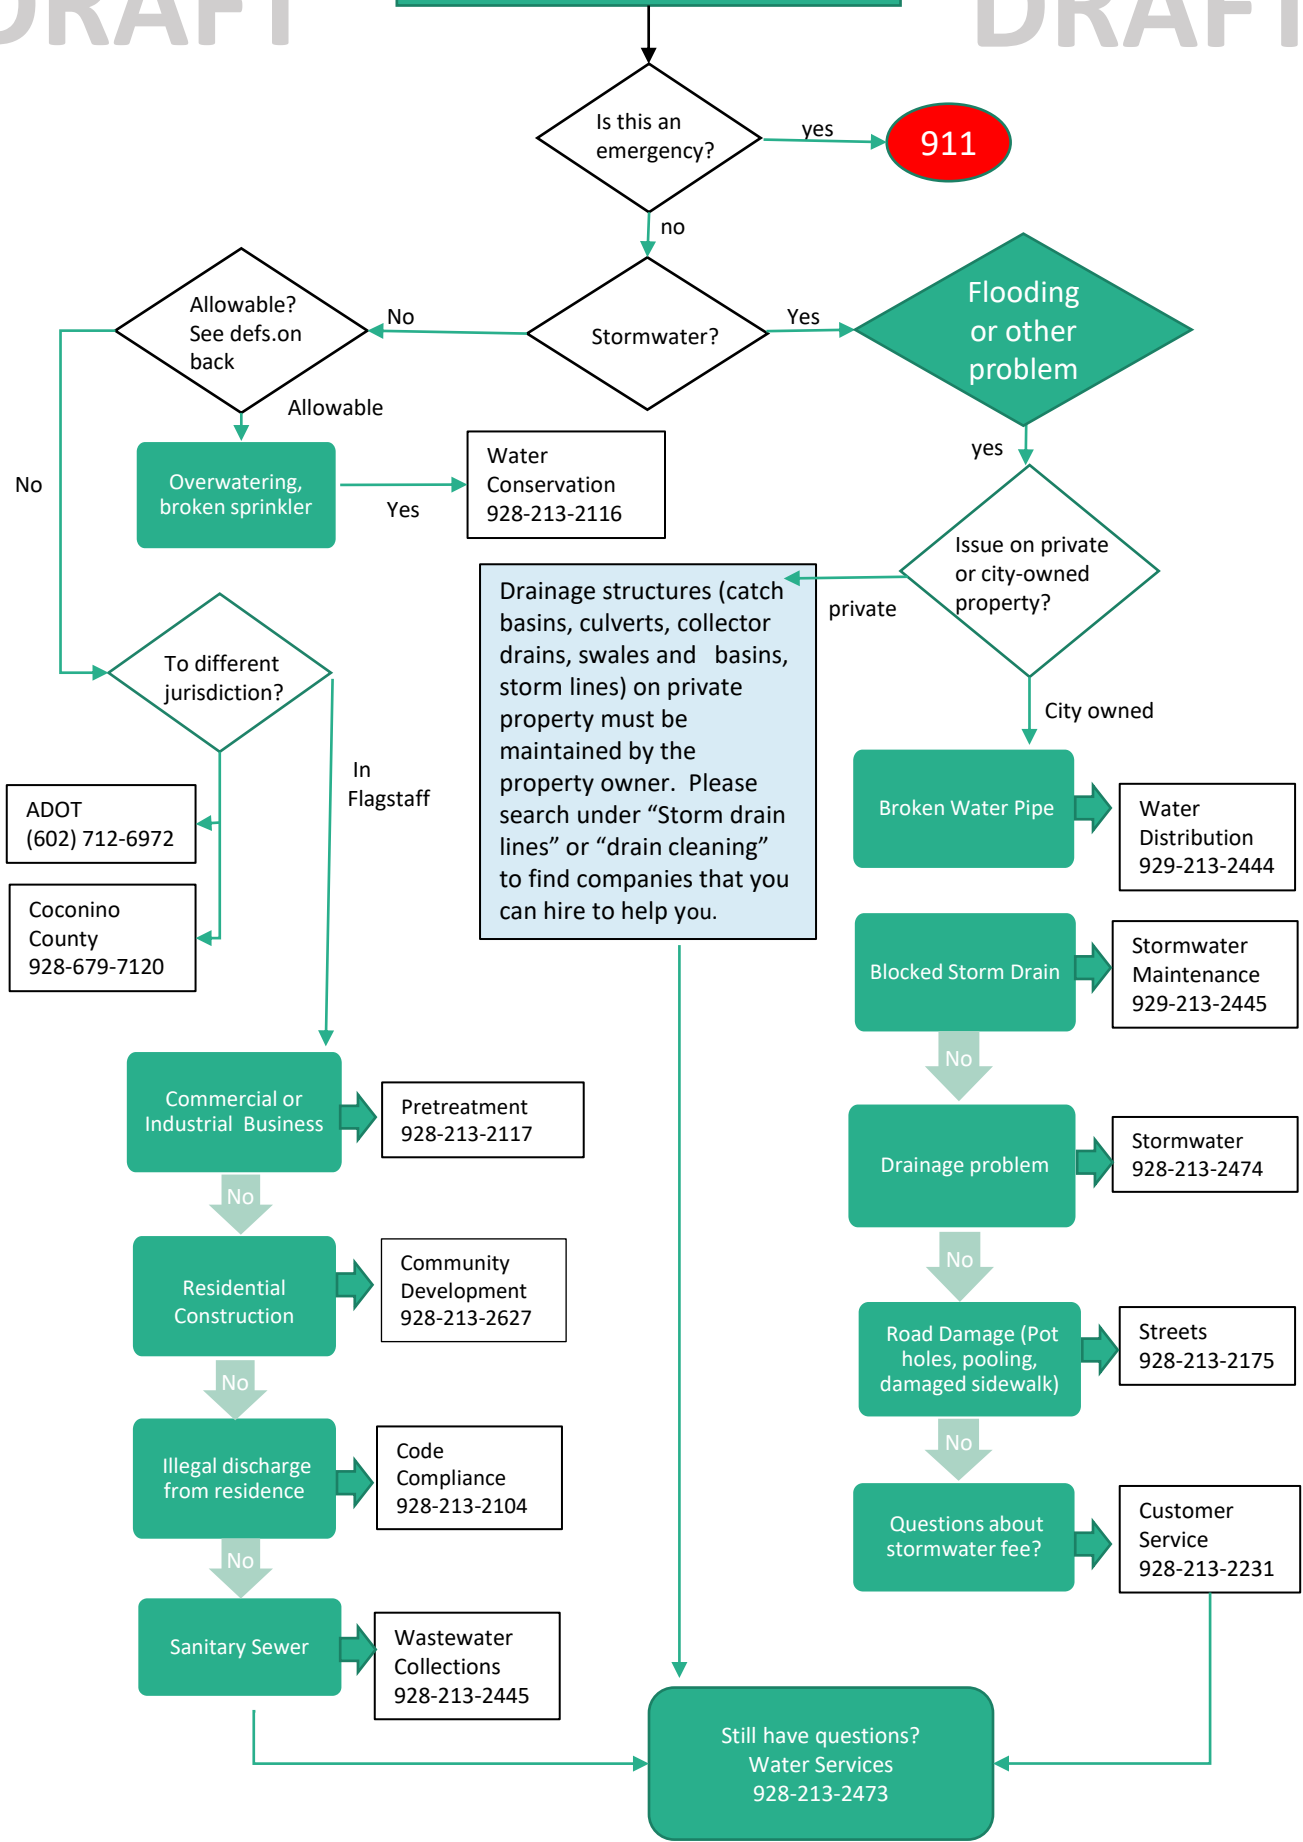 DRAFT
DRAFT
Is this an
emergency?
yes
911
no
Allowable?
See defs.on
back
No
Stormwater?
Yes
Flooding
or other
problem
Allowable
yes
No
Overwatering,
broken sprinkler
Yes
Water
Conservation
928-213-2116
Issue on private
or city-owned
property?
private
Drainage structures (catch
basins, culverts, collector
drains, swales and basins,
storm lines) on private
property must be
maintained by the
property owner. Please
search under “Storm drain
lines” or “drain cleaning”
to find companies that you
can hire to help you.
To different
jurisdiction?
City owned
In
Flagstaff
ADOT
(602) 712-6972
Coconino
County
928-679-7120
Broken Water Pipe
Water
Distribution
929-213-2444
Blocked Storm Drain
Stormwater
Maintenance
929-213-2445
No
Drainage problem
Stormwater
928-213-2474
No
Road Damage (Pot
holes, pooling,
damaged sidewalk)
Streets
928-213-2175
No
Questions about
stormwater fee?
Customer
Service
928-213-2231
Commercial or
Industrial Business
Pretreatment
928-213-2117
No
Residential
Construction
Community
Development
928-213-2627
No
Illegal discharge
from residence
Code
Compliance
928-213-2104
No
Sanitary Sewer
Wastewater
Collections
928-213-2445
Still have questions?
Water Services
928-213-2473